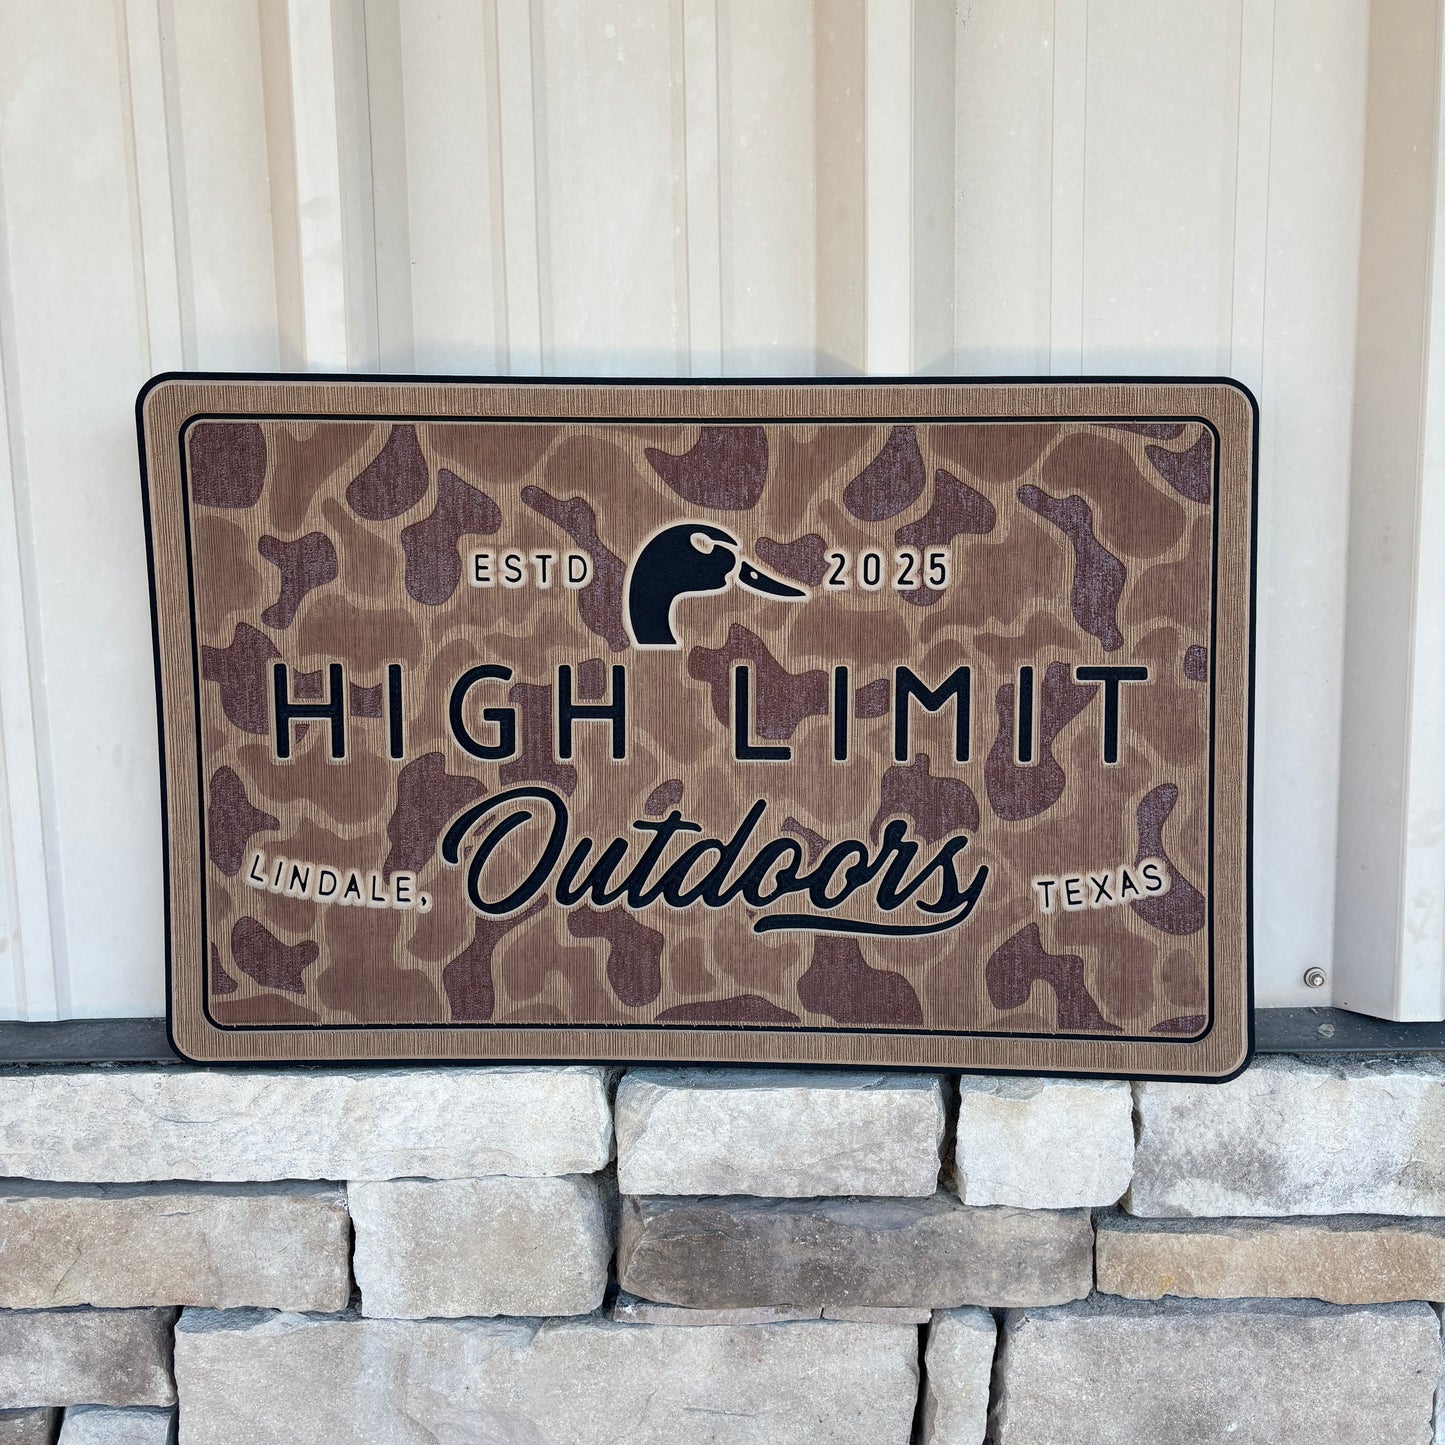 ESTD 2025
HIGH LIMIT
Outdoors
LINDALE, TEXAS